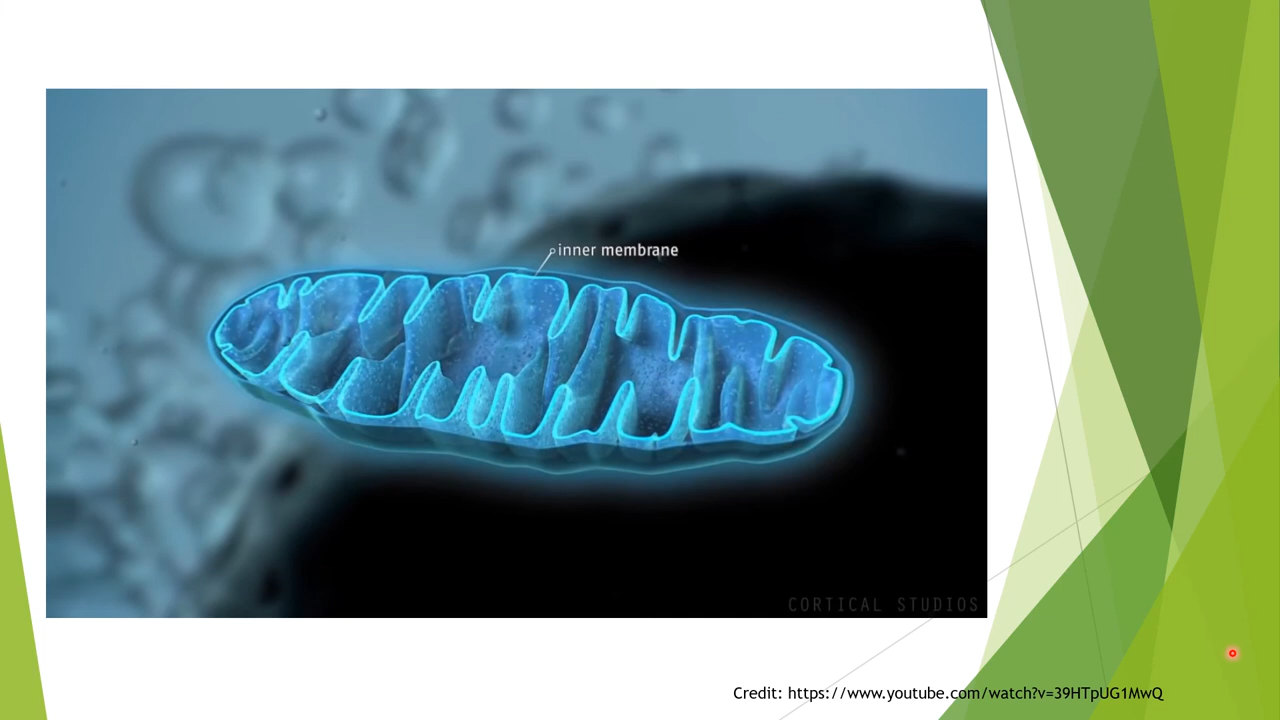 inner membrane
CORTICAL STUDIOS
Credit: https://www.youtube.com/watch?v=39HTpUG1MwQ